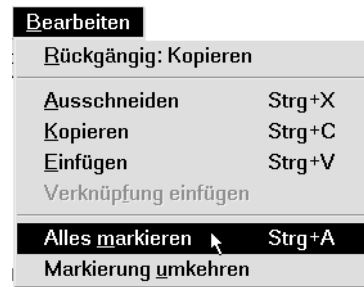 Bearbeiten
Rückgängig: Kopieren
Ausschneiden Strg+X
Kopieren Strg+C
Einfügen Strg+V
Verknüpfung einfügen
Alles markieren Strg+A
Markierung umkehren